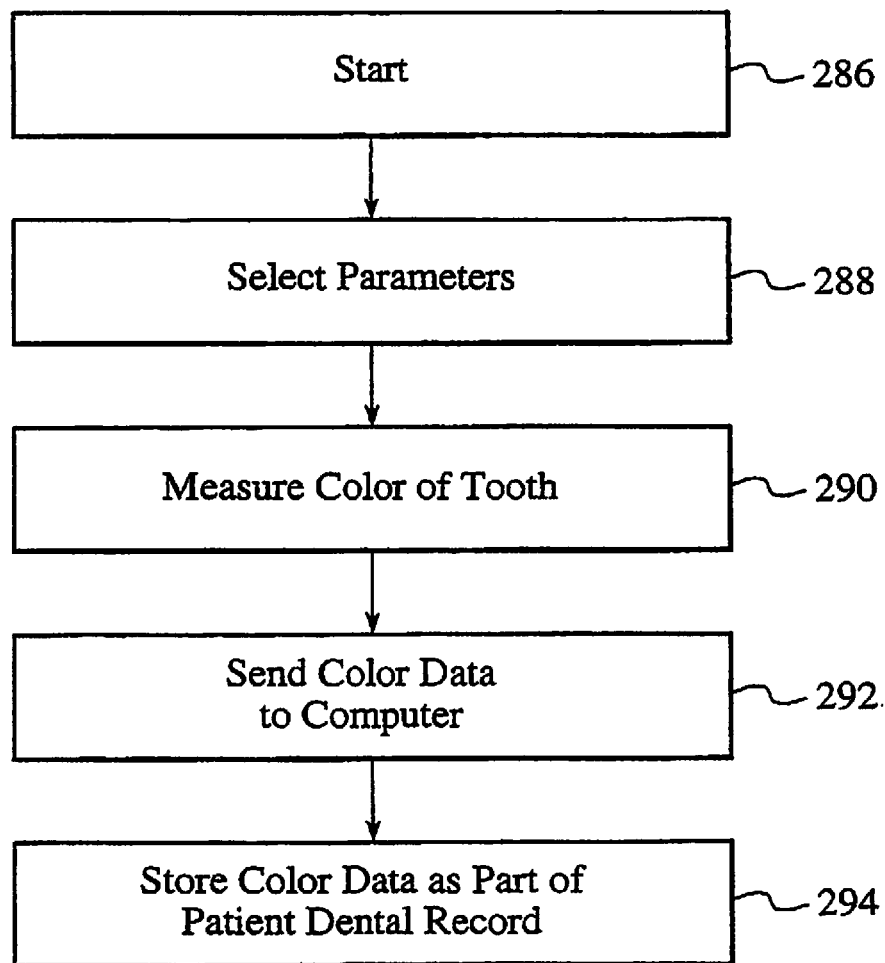 Start
286
Select Parameters
288
Measure Color of Tooth
290
Send Color Data
to Computer
292
Store Color Data as Part of
Patient Dental Record
294